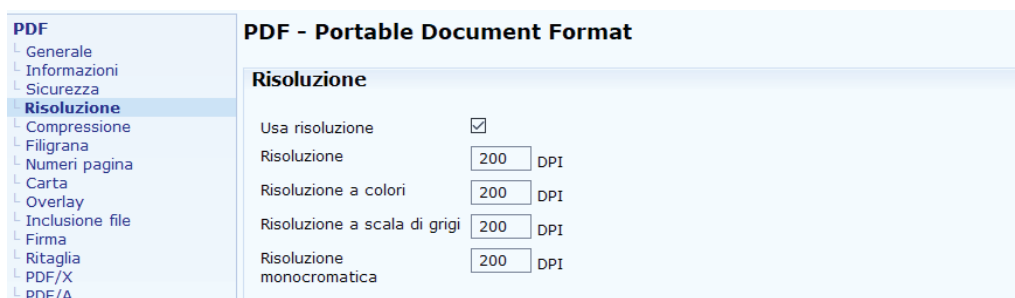 PDF
Generale
Informazioni
Sicurezza
Risoluzione
Compressione
Filigrana
Numeri pagina
Carta
Overlay
Inclusione file
Firma
Ritaglia
PDF/X
PDF/A
PDF - Portable Document Format
Risoluzione
Usa risoluzione
Risoluzione 200 DPI
Risoluzione a colori 200 DPI
Risoluzione a scala di grigi 200 DPI
Risoluzione 200 DPI
monocromatica